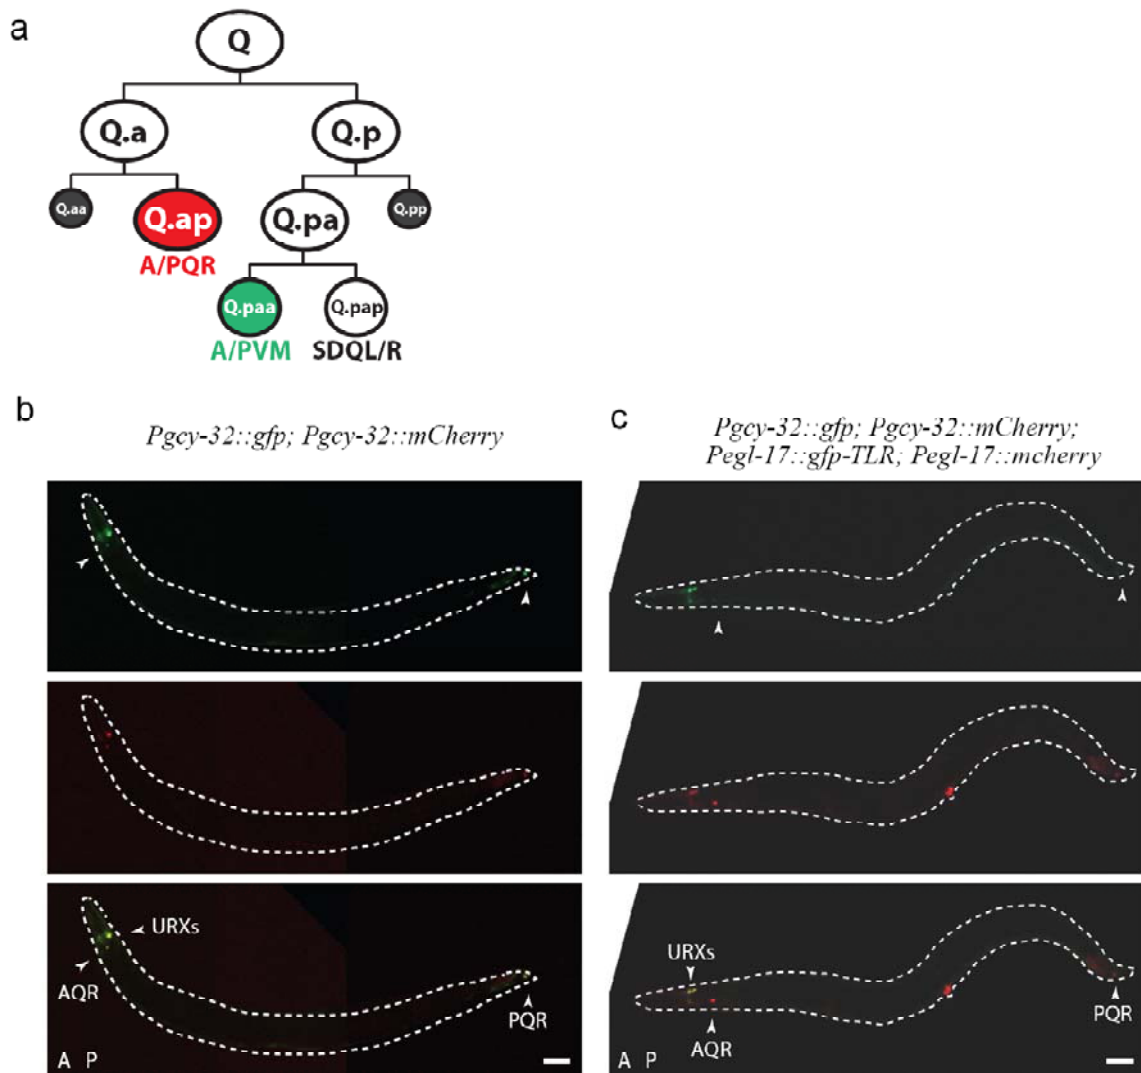 a
Q
Q.a
Q.p
Q.aa
Q.ap
Q.pa
Q.pp
A/PQR
Q.paa
Q.pap
A/PVM
SDQL/R
b
Pgcy-32::gfp; Pgcy-32::mCherry
URXs
AQR
PQR
A P
c
Pgcy-32::gfp; Pgcy-32::mCherry;
Pegl-17::gfp-TLR; Pegl-17::mcherry
URXs
AQR
PQR
A P